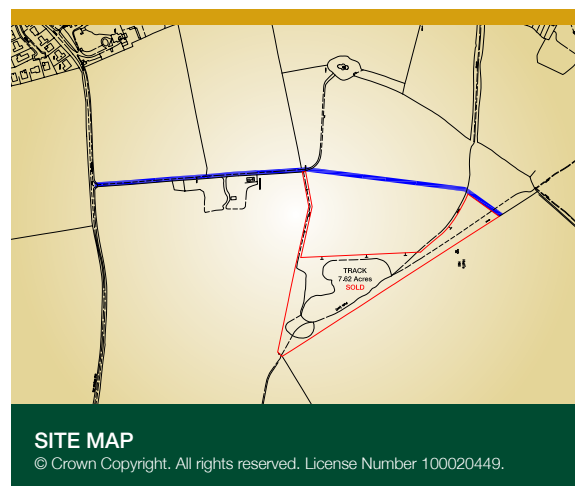 TRACK
7.62 Acres
SOLD
SITE MAP
© Crown Copyright. All rights reserved. License Number 100020449.